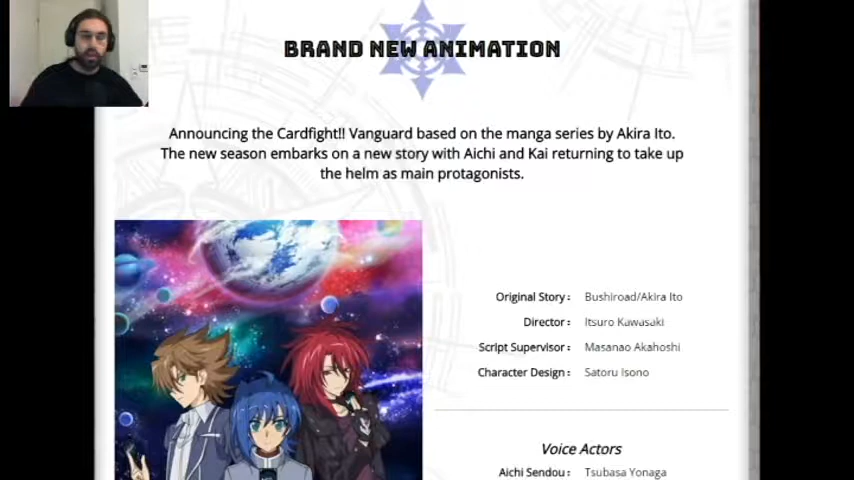 BRAND NEW ANIMATION
Announcing the Cardfight!! Vanguard based on the manga series by Akira Ito.
The new season embarks on a new story with Aichi and Kai returning to take up
the helm as main protagonists.
Original Story : Bushiroad/Akira Ito
Director : Itsuro Kawasaki
Script Supervisor : Masanao Akahoshi
Character Design : Satoru Isono
Voice Actors
Aichi Sendou : Tsubasa Yonaga